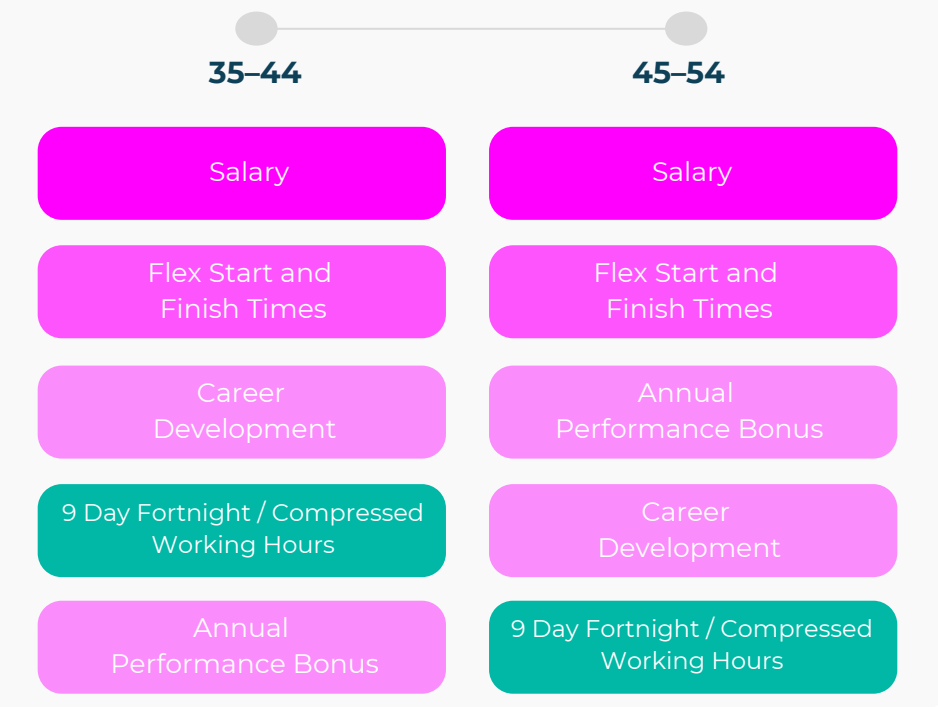 35–44
45–54
Salary
Salary
Flex Start and
Finish Times
Flex Start and
Finish Times
Career
Development
Annual
Performance Bonus
9 Day Fortnight / Compressed
Working Hours
Career
Development
Annual
Performance Bonus
9 Day Fortnight / Compressed
Working Hours